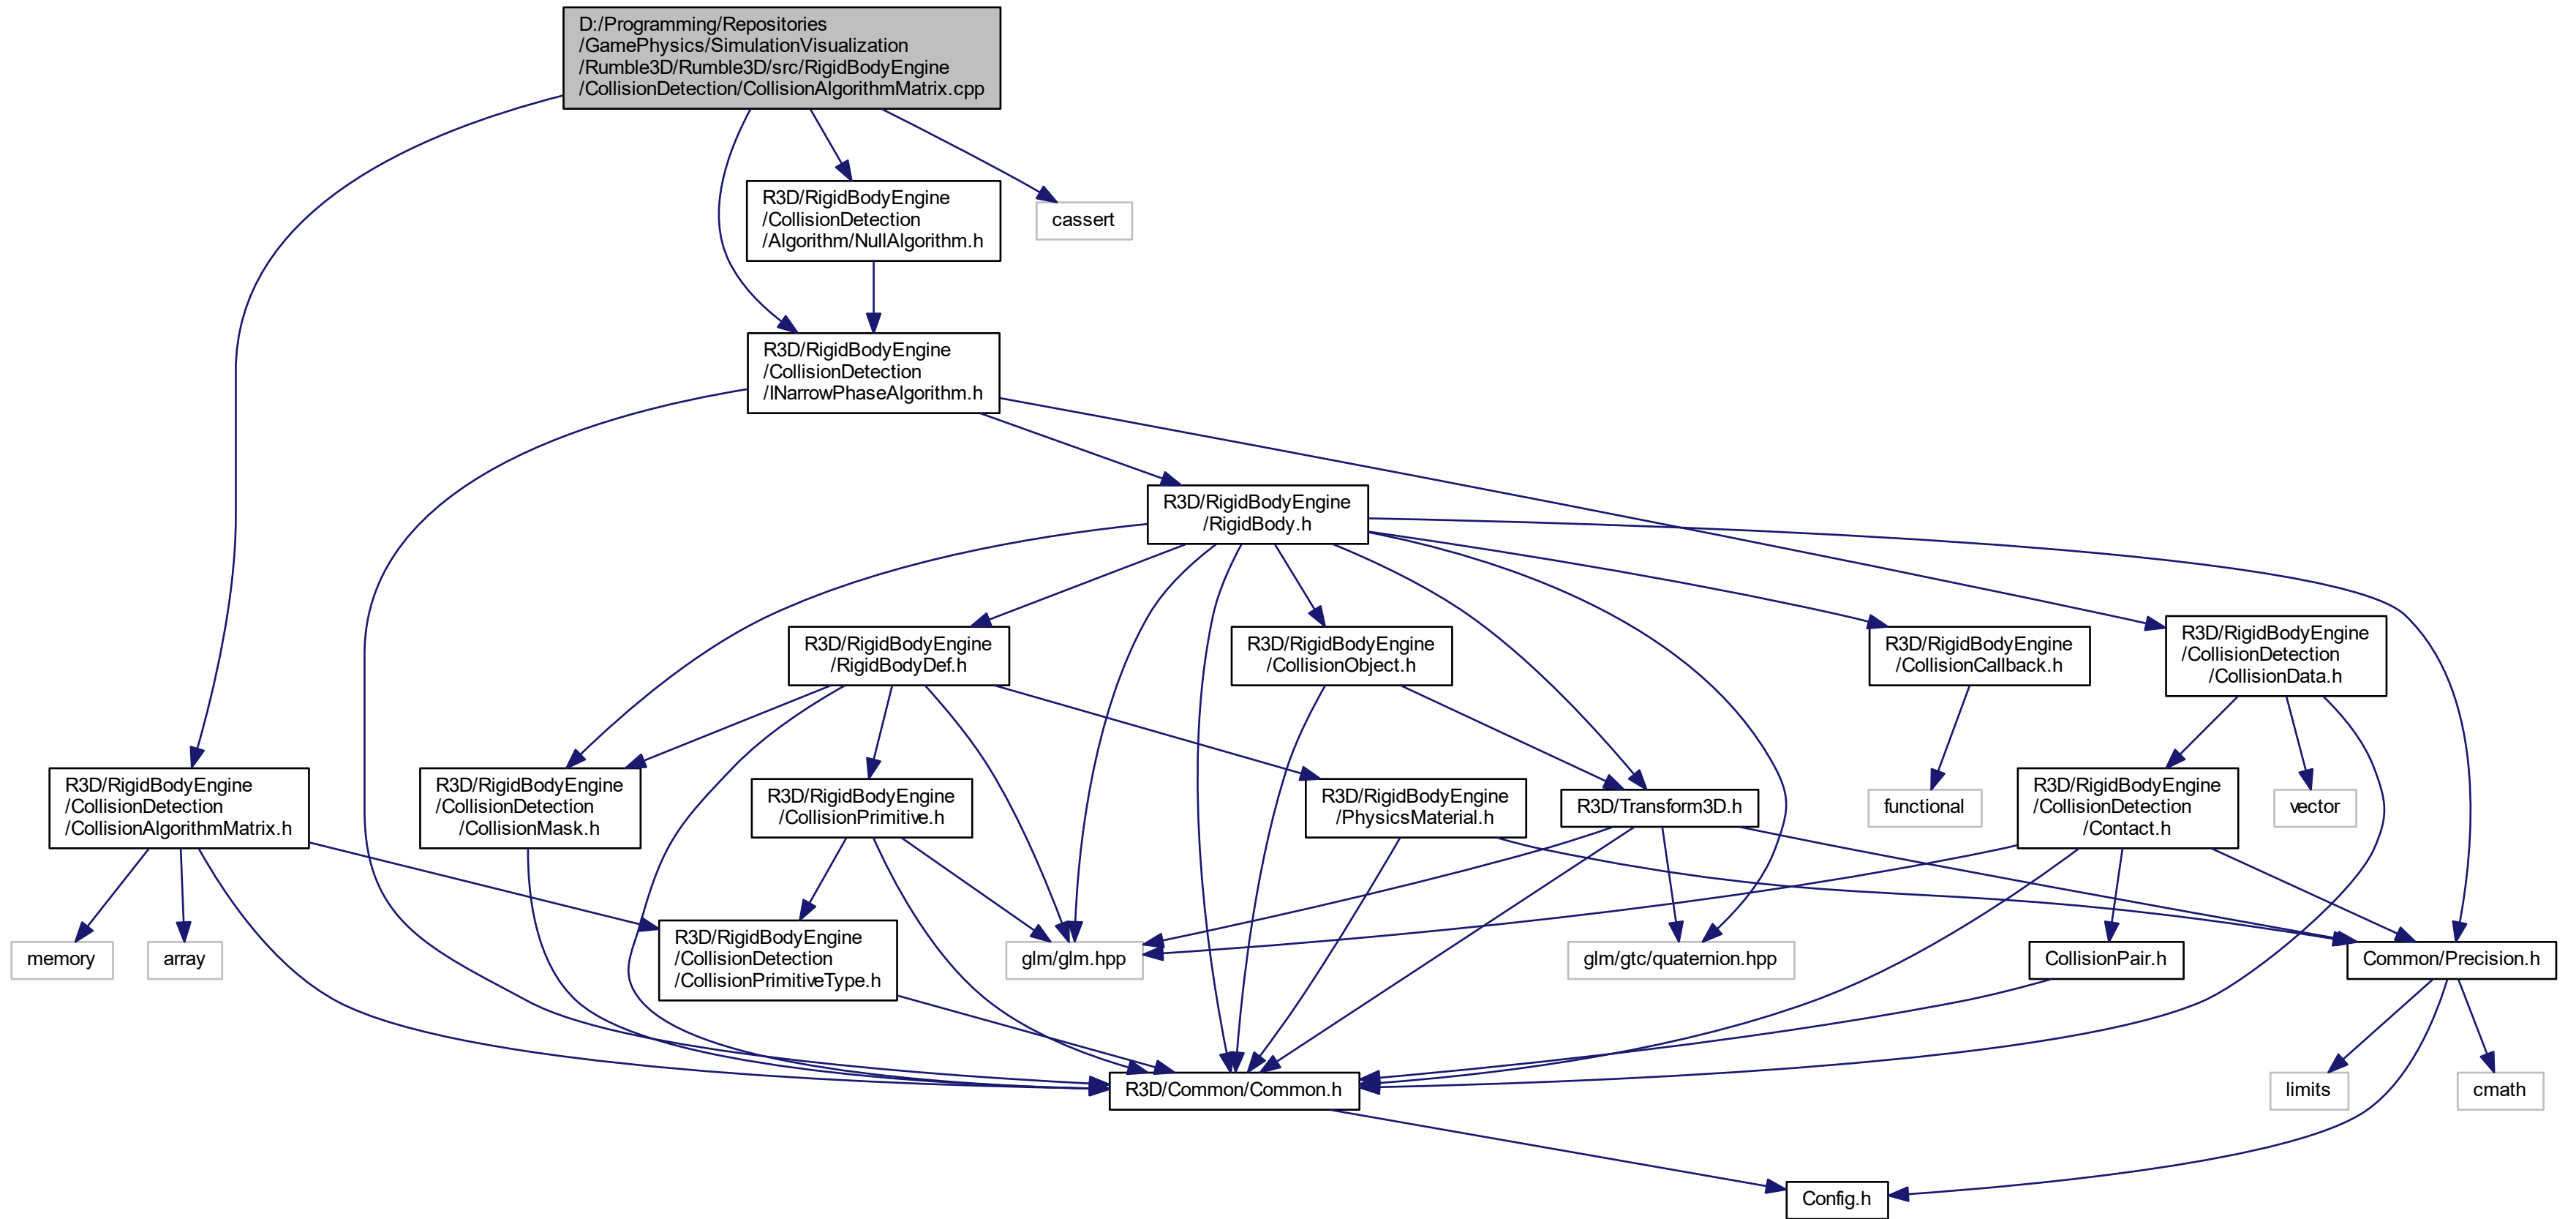 D:/Programming/Repositories
/GamePhysics/SimulationVisualization
/Rumble3D/Rumble3D/src/RigidBodyEngine
/CollisionDetection/CollisionAlgorithmMatrix.cpp
R3D/RigidBodyEngine
/CollisionDetection
/Algorithm/NullAlgorithm.h
cassert
R3D/RigidBodyEngine
/CollisionDetection
/INarrowPhaseAlgorithm.h
R3D/RigidBodyEngine
/RigidBody.h
R3D/RigidBodyEngine
/RigidBodyDef.h
R3D/RigidBodyEngine
/CollisionObject.h
R3D/RigidBodyEngine
/CollisionCallback.h
R3D/RigidBodyEngine
/CollisionDetection
/CollisionData.h
R3D/RigidBodyEngine
/CollisionDetection
/CollisionAlgorithmMatrix.h
R3D/RigidBodyEngine
/CollisionDetection
/CollisionMask.h
R3D/RigidBodyEngine
/CollisionPrimitive.h
R3D/RigidBodyEngine
/PhysicsMaterial.h
R3D/Transform3D.h
functional
R3D/RigidBodyEngine
/CollisionDetection
/Contact.h
vector
memory
array
R3D/RigidBodyEngine
/CollisionDetection
/CollisionPrimitiveType.h
glm/glm.hpp
glm/gtc/quaternion.hpp
CollisionPair.h
Common/Precision.h
R3D/Common/Common.h
limits
cmath
Config.h